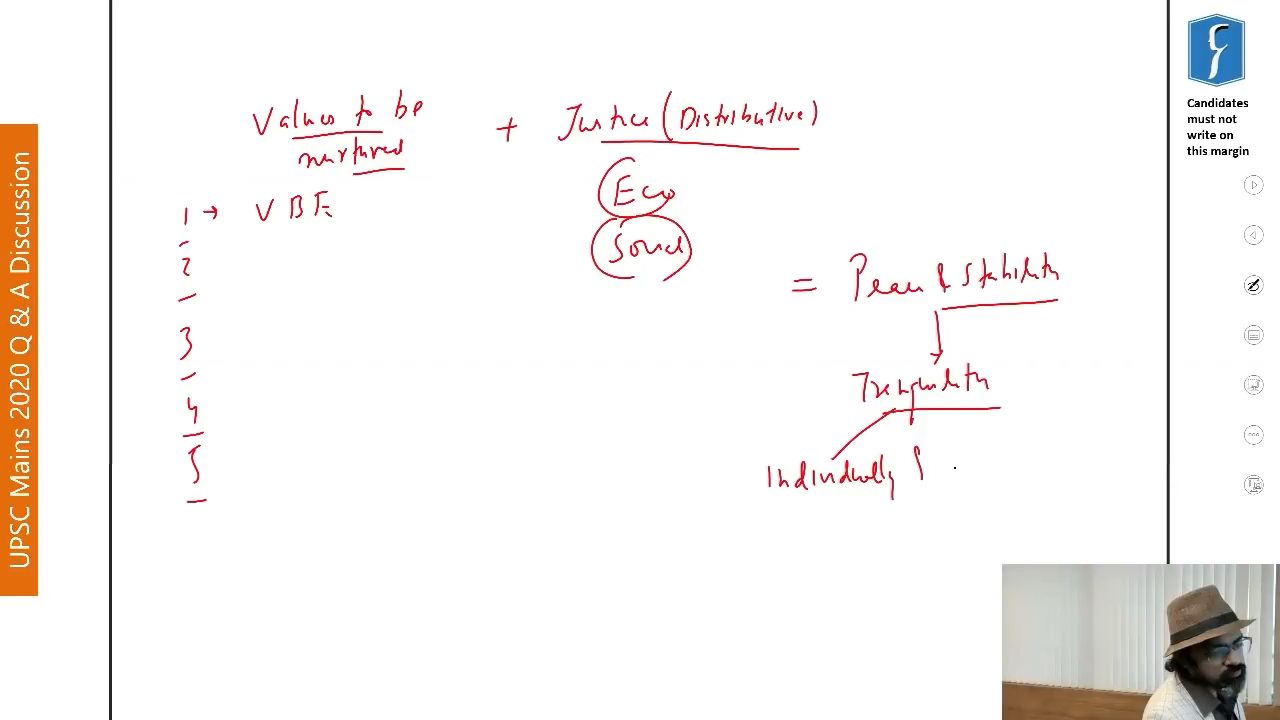 UPSC Mains 2020 Q & A Discussion
Values to be
nurtured
+ Justice (Distributive)
Eco
Social
1 → VBE
2
3
4
5
= Peace & Stability
Tranquility
Individually &
Candidates
must not
write on
this margin